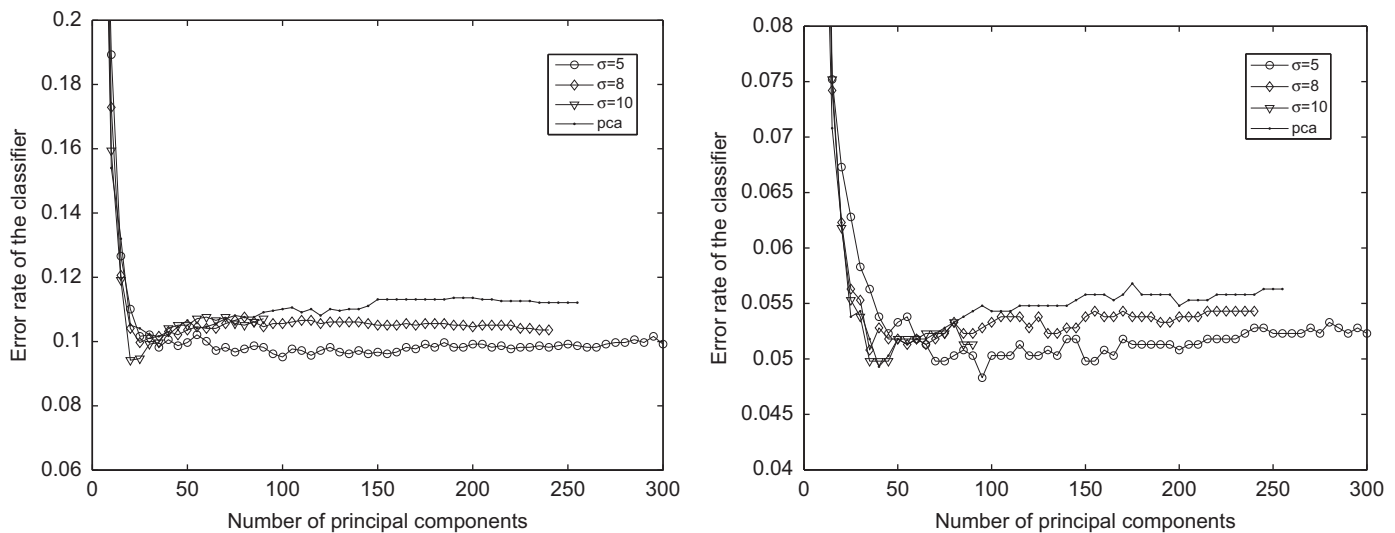 Error rate of the classifier
0.2
0.18
0.16
0.14
0.12
0.1
0.08
0.06
0
50
100
150
200
250
300
Number of principal components
σ=5
σ=8
σ=10
pca
Error rate of the classifier
0.08
0.075
0.07
0.065
0.06
0.055
0.05
0.045
0.04
0
50
100
150
200
250
300
Number of principal components
σ=5
σ=8
σ=10
pca